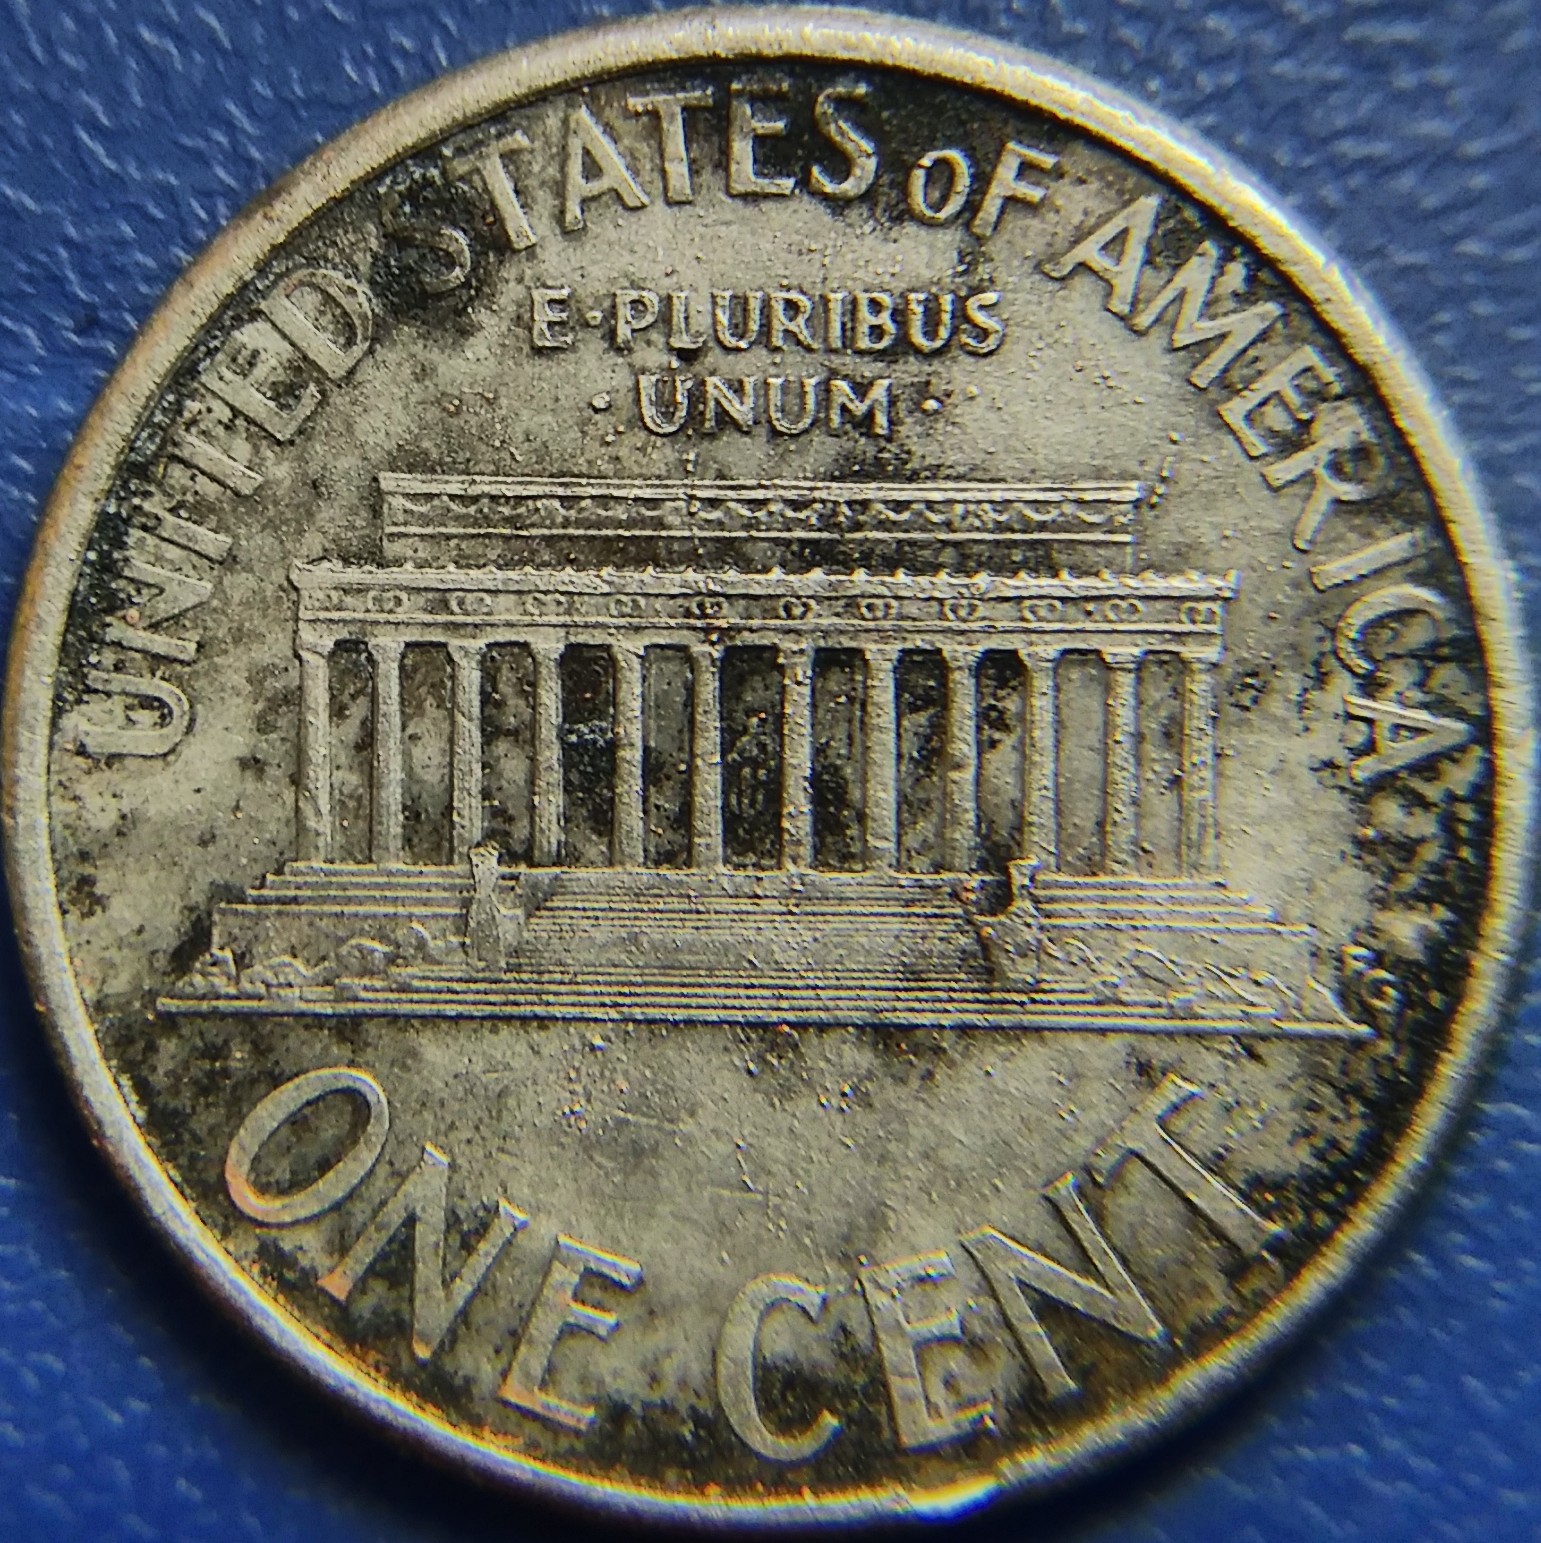 UNITED STATES OF AMERICA
E·PLURIBUS
·UNUM·
ONE CENT